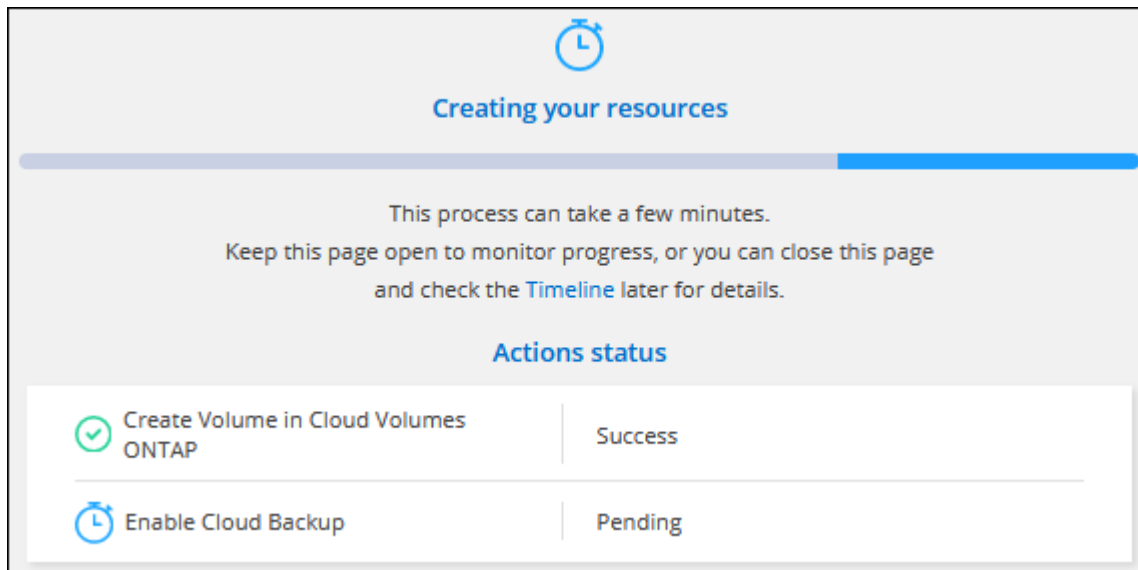 Creating your resources
This process can take a few minutes.
Keep this page open to monitor progress, or you can close this page
and check the Timeline later for details.
Actions status
Create Volume in Cloud Volumes
ONTAP
Success
Enable Cloud Backup
Pending